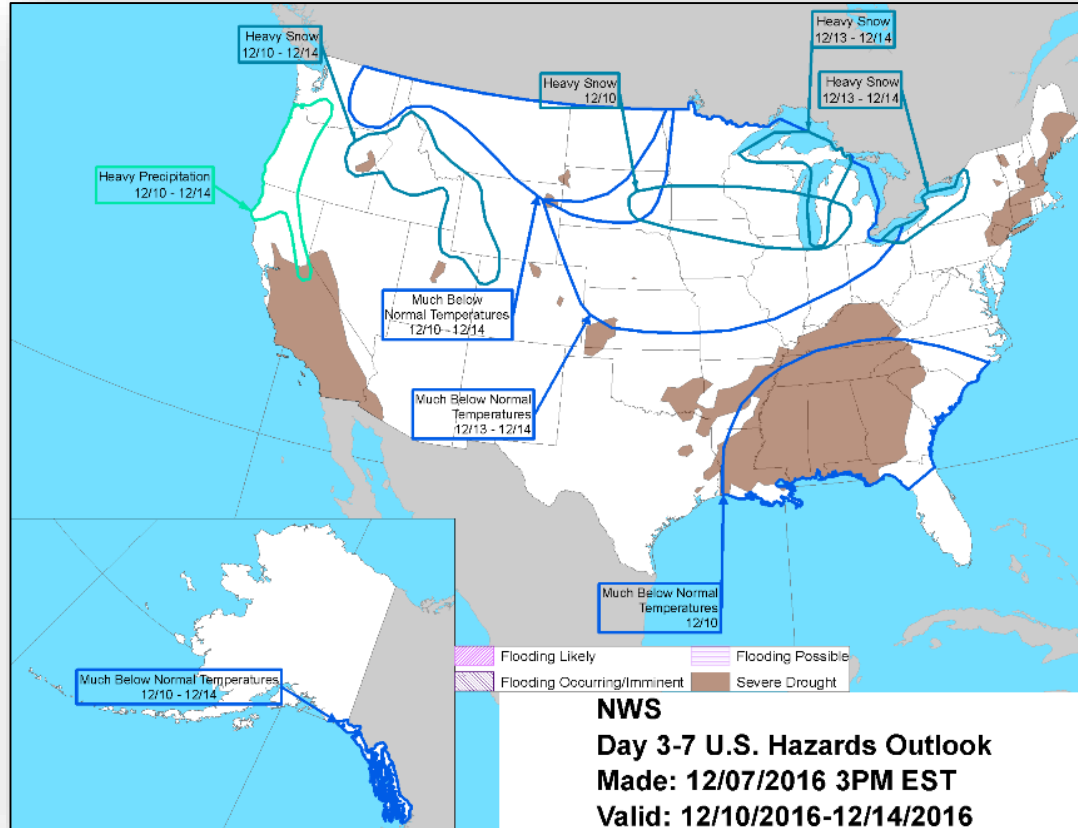 Heavy Snow
12/10 - 12/14
Heavy Snow
12/13 - 12/14
Heavy Snow
12/10
Heavy Snow
12/13 - 12/14
Heavy Precipitation
12/10 - 12/14
Much Below
Normal Temperatures
12/10 - 12/14
Much Below Normal
Temperatures
12/13 - 12/14
Much Below Normal
Temperatures
12/10
Much Below Normal Temperatures
12/10 - 12/14
Flooding Likely
Flooding Possible
Flooding Occurring/Imminent
Severe Drought
NWS
Day 3-7 U.S. Hazards Outlook
Made: 12/07/2016 3PM EST
Valid: 12/10/2016-12/14/2016